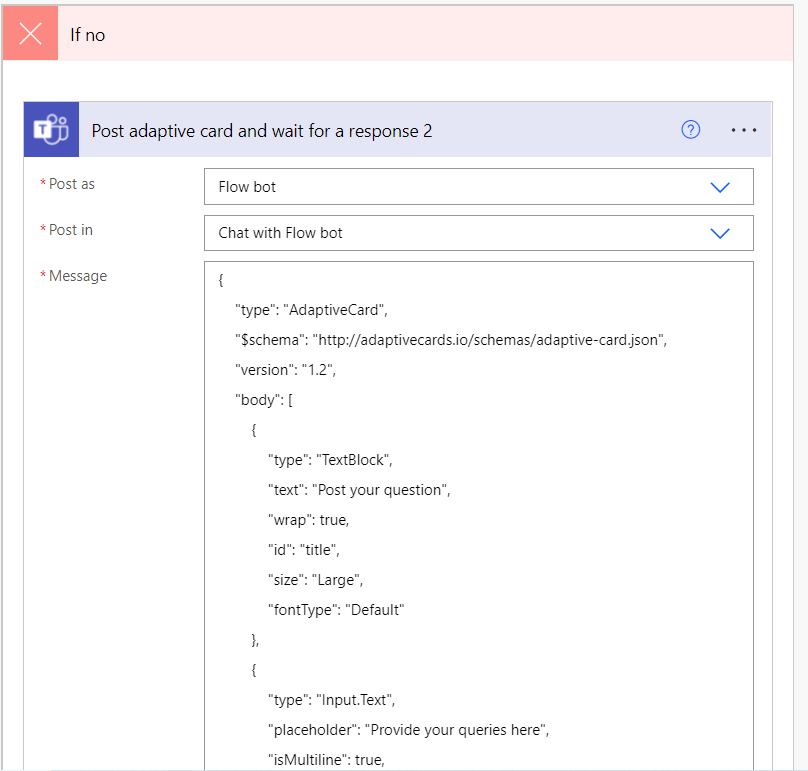 If no
Post adaptive card and wait for a response 2
* Post as
Flow bot
* Post in
Chat with Flow bot
* Message
{
"type": "AdaptiveCard",
"$schema": "http://adaptivecards.io/schemas/adaptive-card.json",
"version": "1.2",
"body": [
{
"type": "TextBlock",
"text": "Post your question",
"wrap": true,
"id": "title",
"size": "Large",
"fontType": "Default"
},
{
"type": "Input.Text",
"placeholder": "Provide your queries here",
"isMultiline": true,